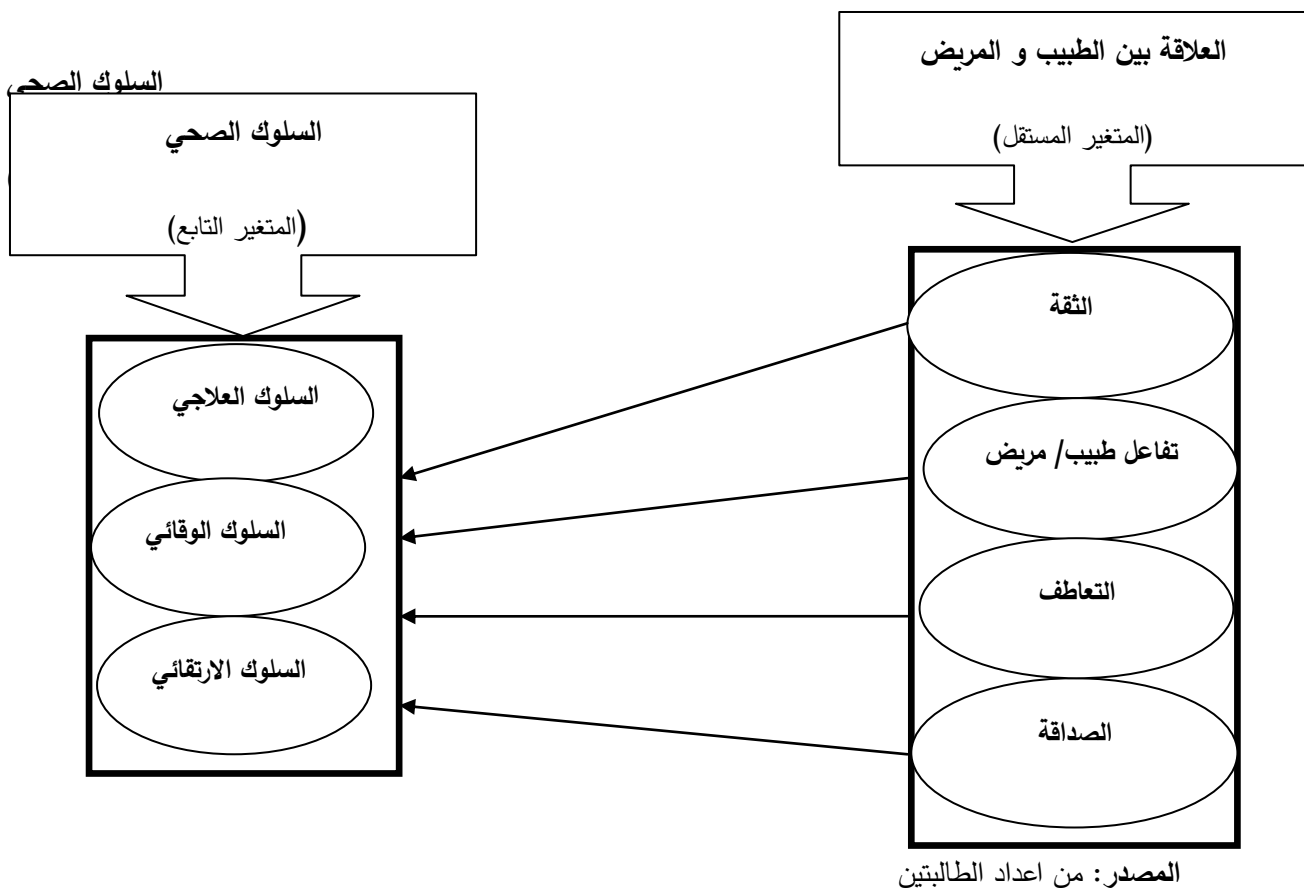 العلاقة بين الطبيب و المريض
(المتغير المستقل)
السلوك الصحي
السلوك الصحي
(المتغير التابع)
الثقة
تفاعل طبيب/ مريض
التعاطف
الصداقة
السلوك العلاجي
السلوك الوقائي
السلوك الارتقائي
المصدر: من اعداد الطالبتين